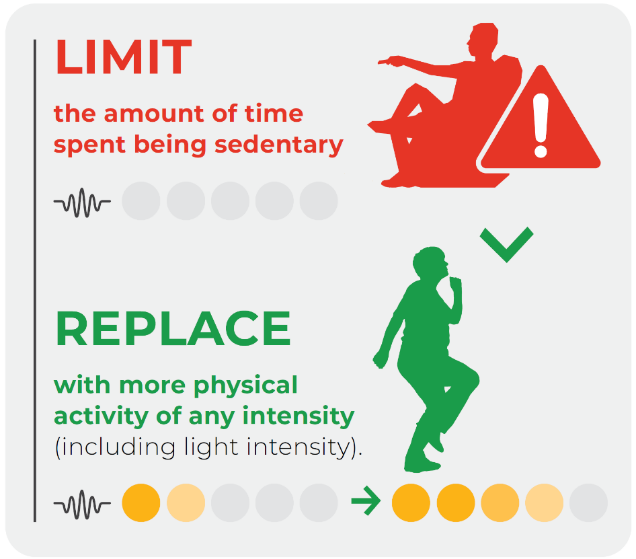 LIMIT
the amount of time
spent being sedentary
REPLACE
with more physical
activity of any intensity
(including light intensity).